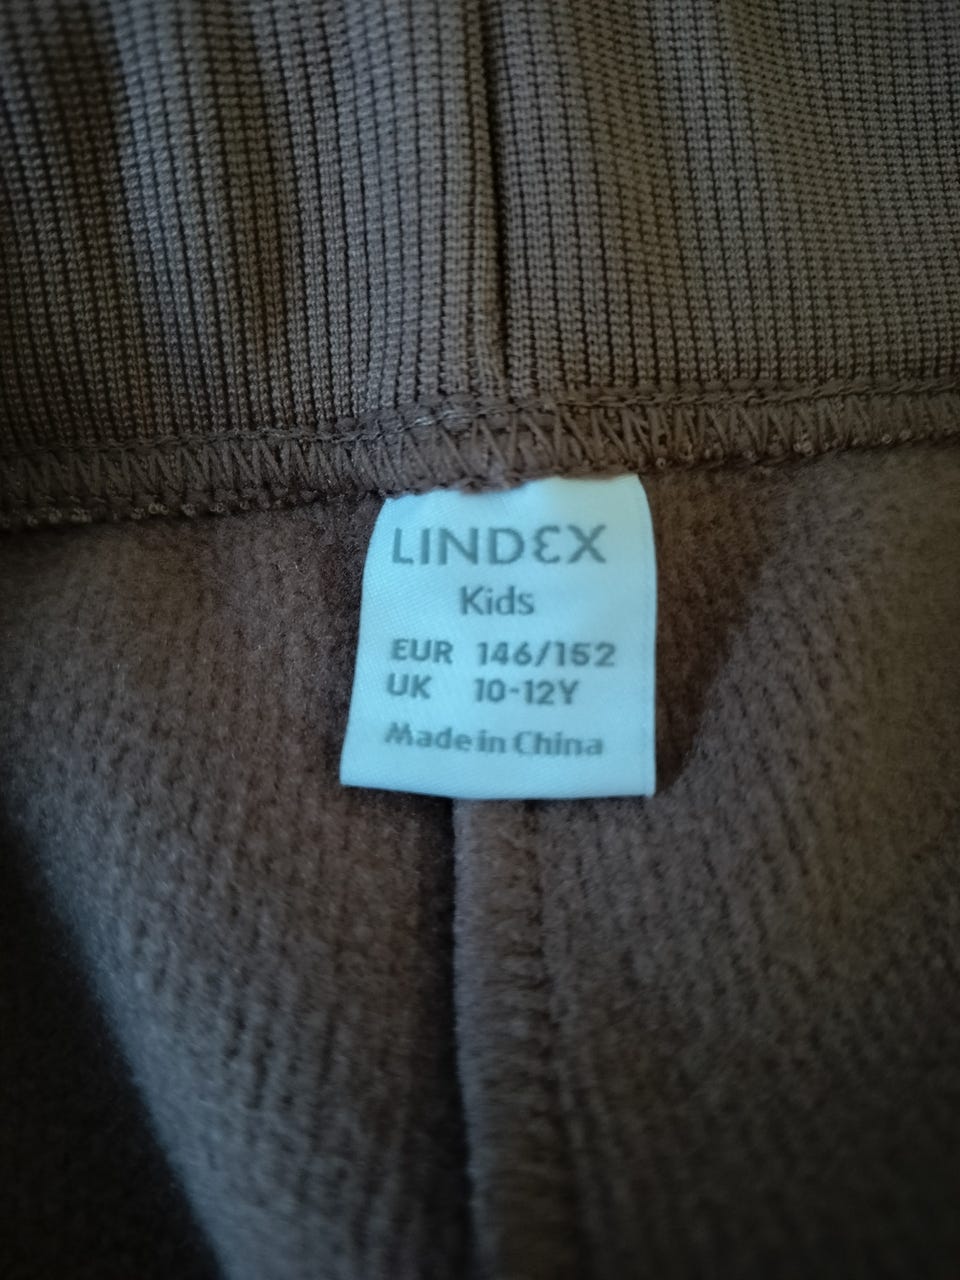 LINDEX
Kids
EUR 146/152
UK 10-12Y
Made in China